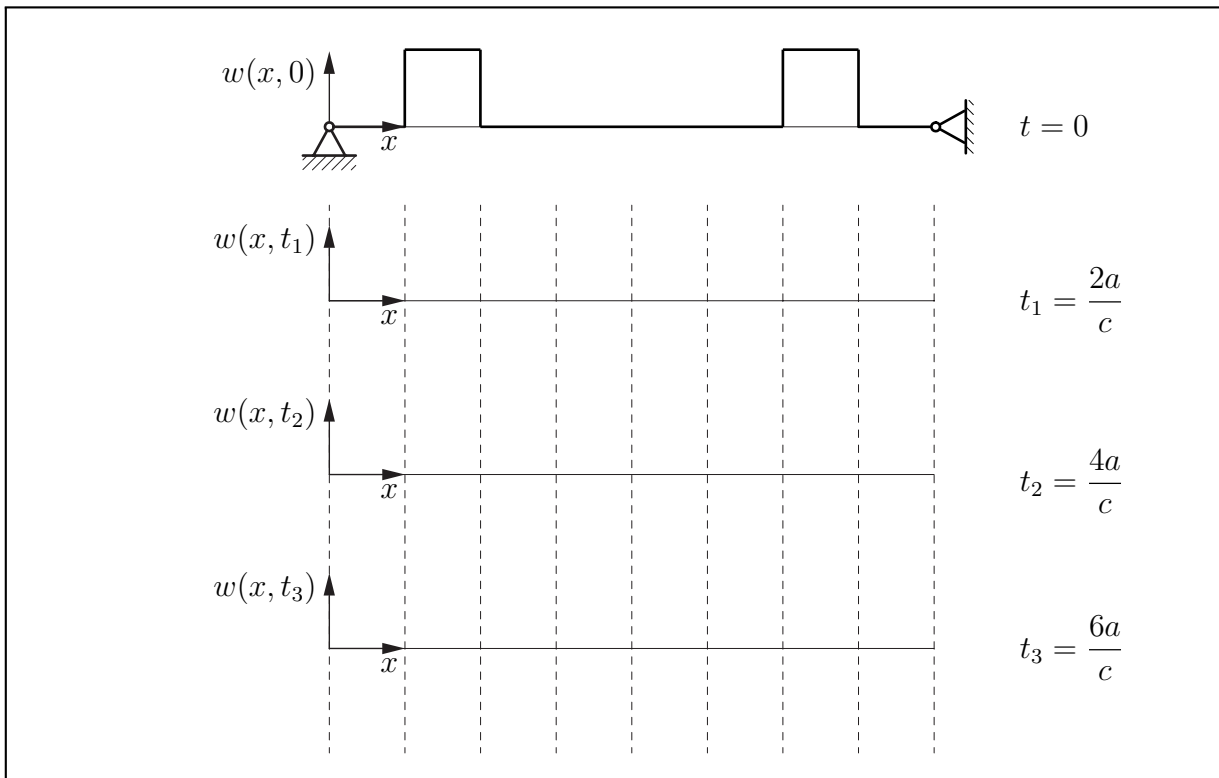 w(x, 0)
x
t = 0
w(x, t₁)
x
t₁ = 2a/c
w(x, t₂)
x
t₂ = 4a/c
w(x, t₃)
x
t₃ = 6a/c